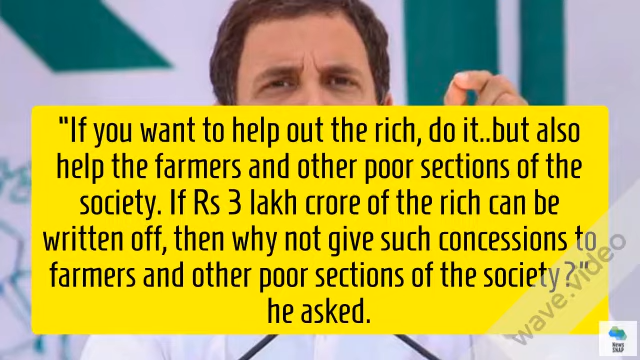 "If you want to help out the rich, do it..but also
help the farmers and other poor sections of the
society. If Rs 3 lakh crore of the rich can be
written off, then why not give such concessions to
farmers and other poor sections of the society?"
he asked.
wave.video
News
SNAP